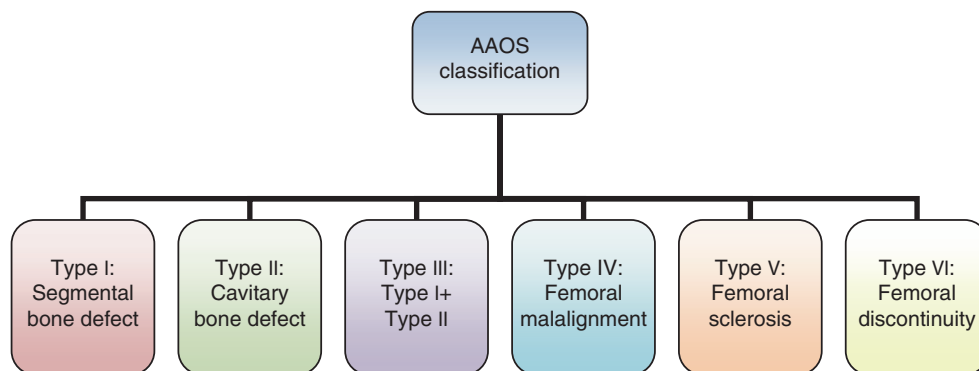 AAOS
classification
Type I:
Segmental
bone defect
Type II:
Cavitary
bone defect
Type III:
Type I+
Type II
Type IV:
Femoral
malalignment
Type V:
Femoral
sclerosis
Type VI:
Femoral
discontinuity